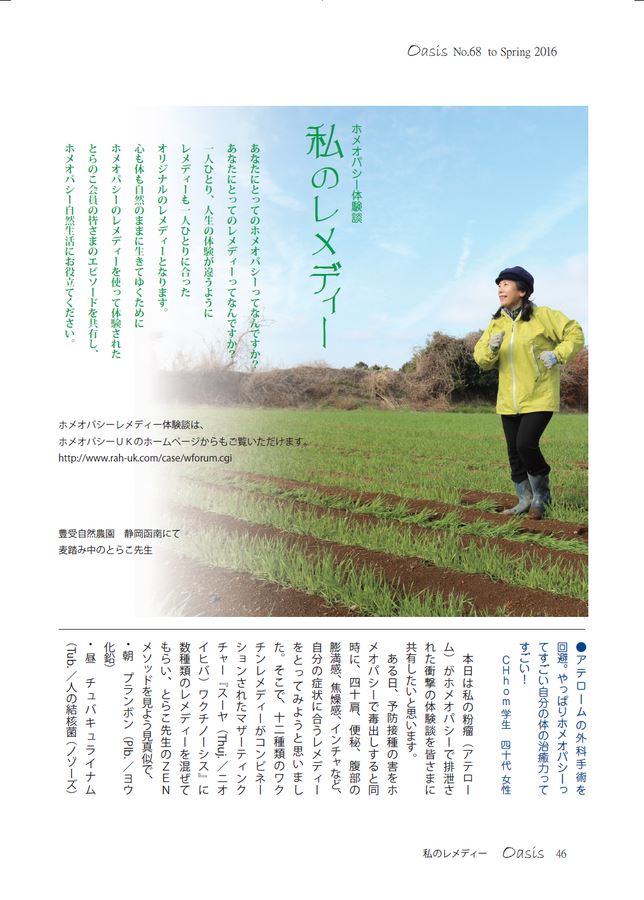 Oasis No.68 to Spring 2016
ホメオパシー体験談
私のレメディー
あなたにとってのホメオパシーってなんですか?
あなたにとってのレメディーってなんですか?
一人ひとり、人生の体験が違うように
レメディーも一人ひとりに合った
オリジナルのレメディーとなります。
心も体も自然のままに生きてゆくために
ホメオパシーのレメディーを使って体験された
とらのこ会員の皆さまのエピソードを共有し、
ホメオパシー自然生活にお役立てください。
ホメオパシーレメディー体験談は、
ホメオパシーUKのホームページからもご覧いただけます。
http://www.rah-uk.com/case/wforum.cgi
豊受自然農園 静岡函南にて
麦踏み中のとらこ先生
●アテロームの外科手術を
回避。やっぱりホメオパシーっ
てすごい自分の体の治癒力って
すごい!
CHhom学生 四十代 女性
本日は私の粉瘤(アテロー
ム)がホメオパシーで排泄さ
れた衝撃の体験談を皆さまに
共有したいと思います。
ある日、予防接種の害をホ
メオパシーで毒出しすると同
時に、四十肩、便秘、腹部の
膨満感、焦燥感、インチャなど、
自分の症状に合うレメディー
をとってみようと思いまし
た。そこで、十二種類のワク
チンレメディーがコンビネー
ションされたマザーティンク
チャー『スーヤ(Thuj./ニオ
イヒバ)ワクチノーシス』に
数種類のレメディーを混ぜて
もらい、とらこ先生のZEN
メソッドを見よう見真似で、
・朝 プランボン(Plb./ヨウ
化鉛)
・昼 チュバキュライナム
(Tub./人の結核菌(ノゾーズ)
私のレメディー Oasis 46